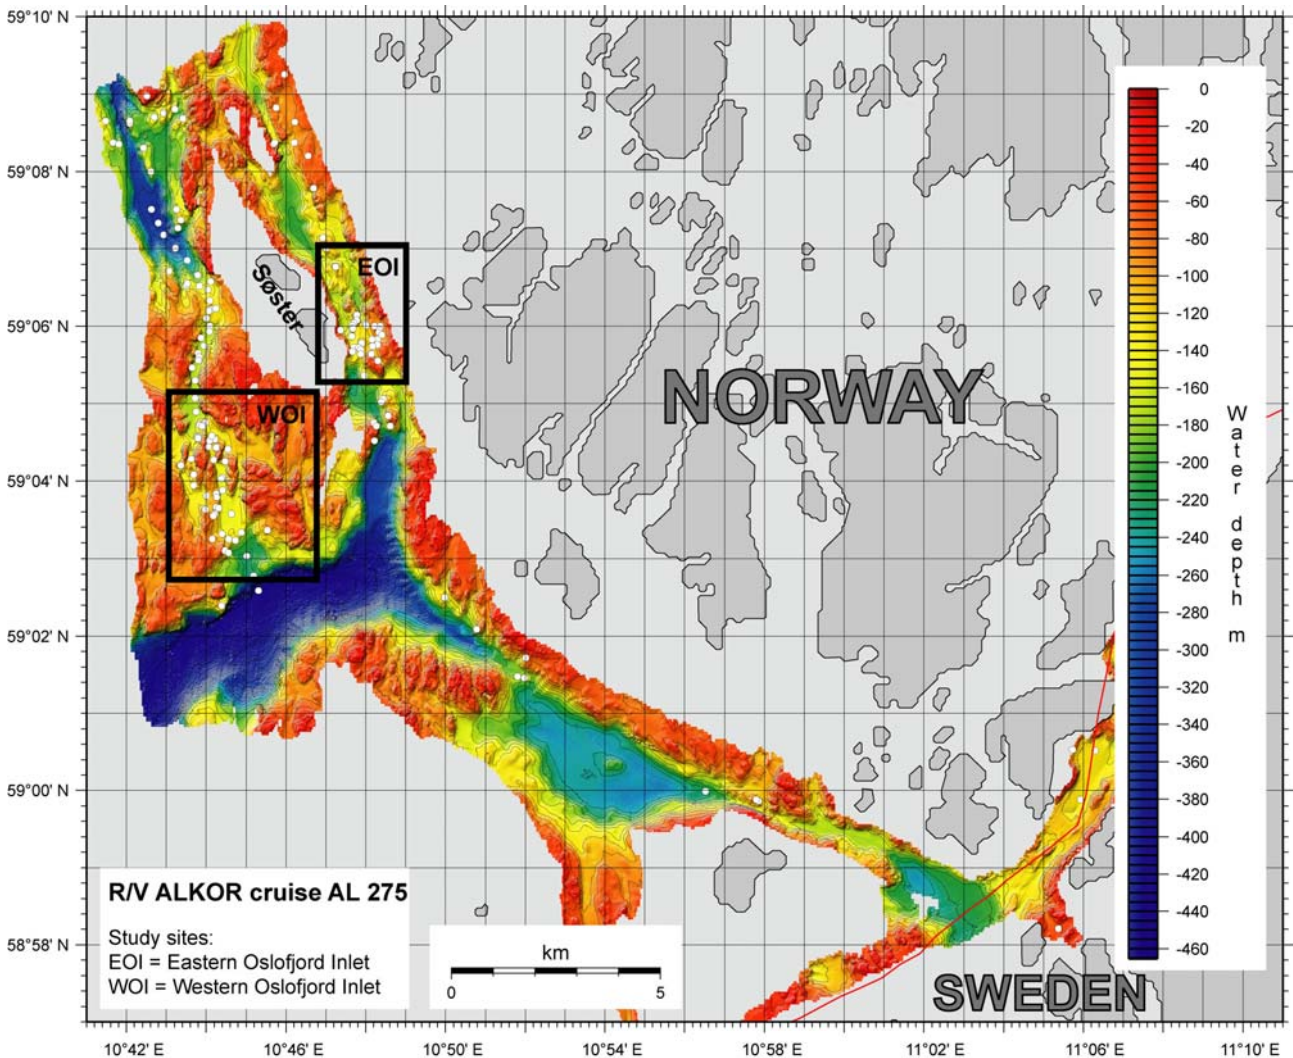 59°10' N
59°08' N
59°06' N
59°04' N
59°02' N
59°00' N
58°58' N
10°42' E
10°46' E
10°50' E
10°54' E
10°58' E
11°02' E
11°06' E
11°10' E
EOI
Søster
WOI
NORWAY
SWEDEN
0
-20
-40
-60
-80
-100
-120
-140
-160
-180
-200
-220
-240
-260
-280
-300
-320
-340
-360
-380
-400
-420
-440
-460
Water depth m
R/V ALKOR cruise AL 275
Study sites:
EOI = Eastern Oslofjord Inlet
WOI = Western Oslofjord Inlet
km
0 5